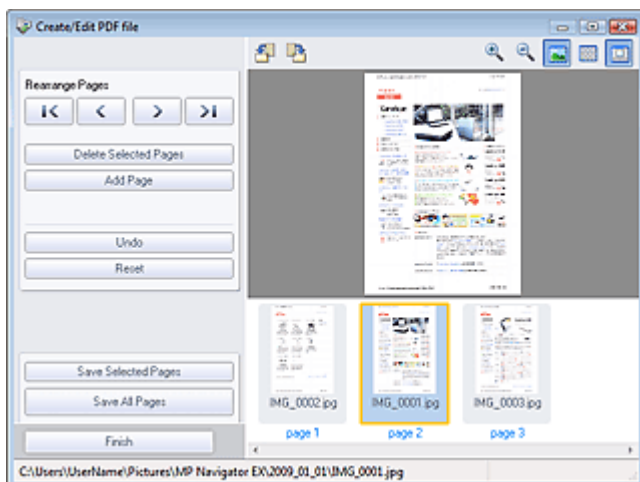 Create/Edit PDF file
Rearrange Pages
Delete Selected Pages
Add Page
Undo
Reset
Save Selected Pages
Save All Pages
Finish
IMG_0002.jpg
IMG_0001.jpg
IMG_0003.jpg
page 1
page 2
page 3
C:\Users\UserName\Pictures\MP Navigator EX\2009_01_01\IMG_0001.jpg